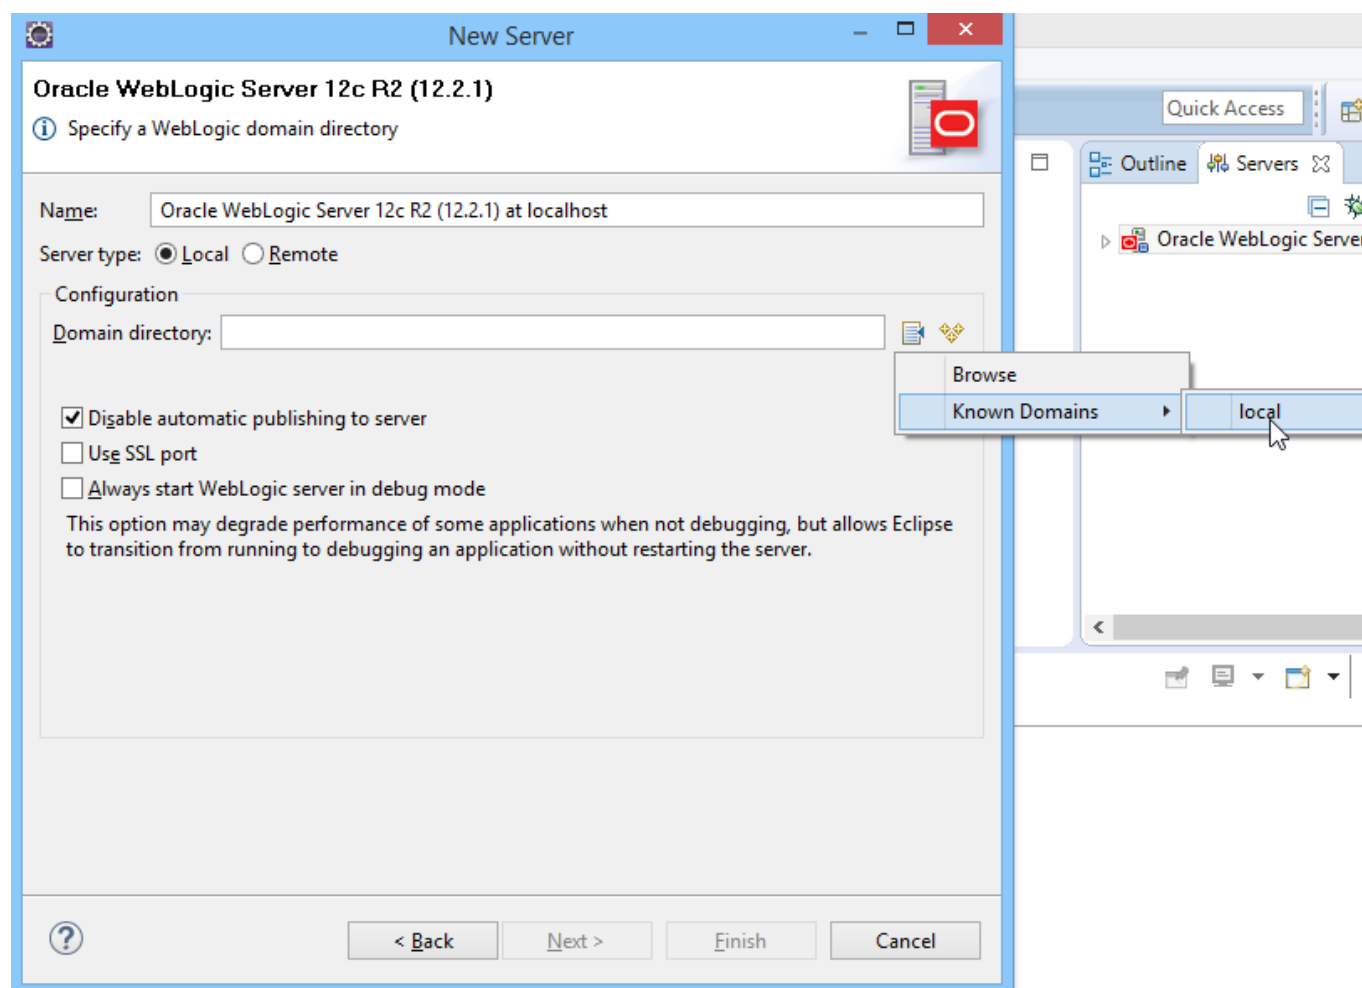 New Server
Oracle WebLogic Server 12c R2 (12.2.1)
Specify a WebLogic domain directory
Name: Oracle WebLogic Server 12c R2 (12.2.1) at localhost
Server type: Local Remote
Configuration
Domain directory:
Browse
Known Domains
local
Disable automatic publishing to server
Use SSL port
Always start WebLogic server in debug mode
This option may degrade performance of some applications when not debugging, but allows Eclipse
to transition from running to debugging an application without restarting the server.
< Back Next > Finish Cancel
Quick Access
Outline Servers
Oracle WebLogic Server